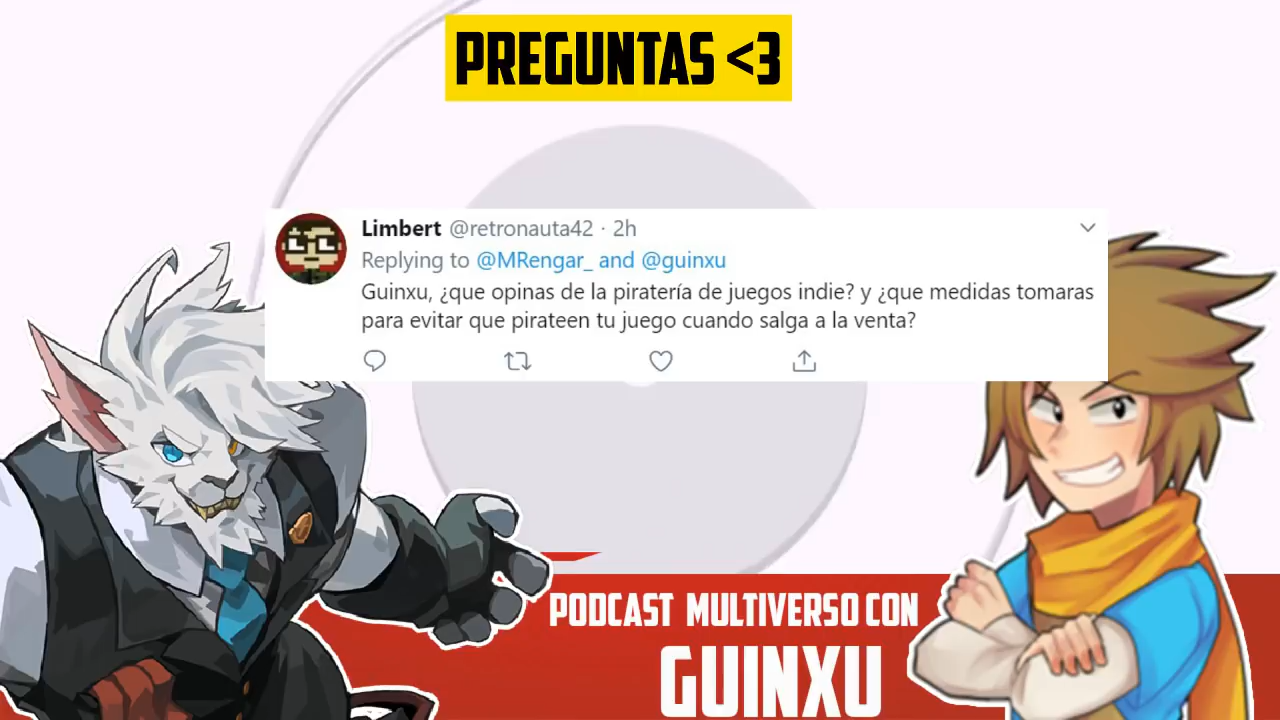 PREGUNTAS <3
Limbert @retronauta42 · 2h
Replying to @MRengar_ and @guinxu
Guinxu, ¿que opinas de la piratería de juegos indie? y ¿que medidas tomaras
para evitar que pirateen tu juego cuando salga a la venta?
PODCAST MULTIVERSO CON
GUINXU